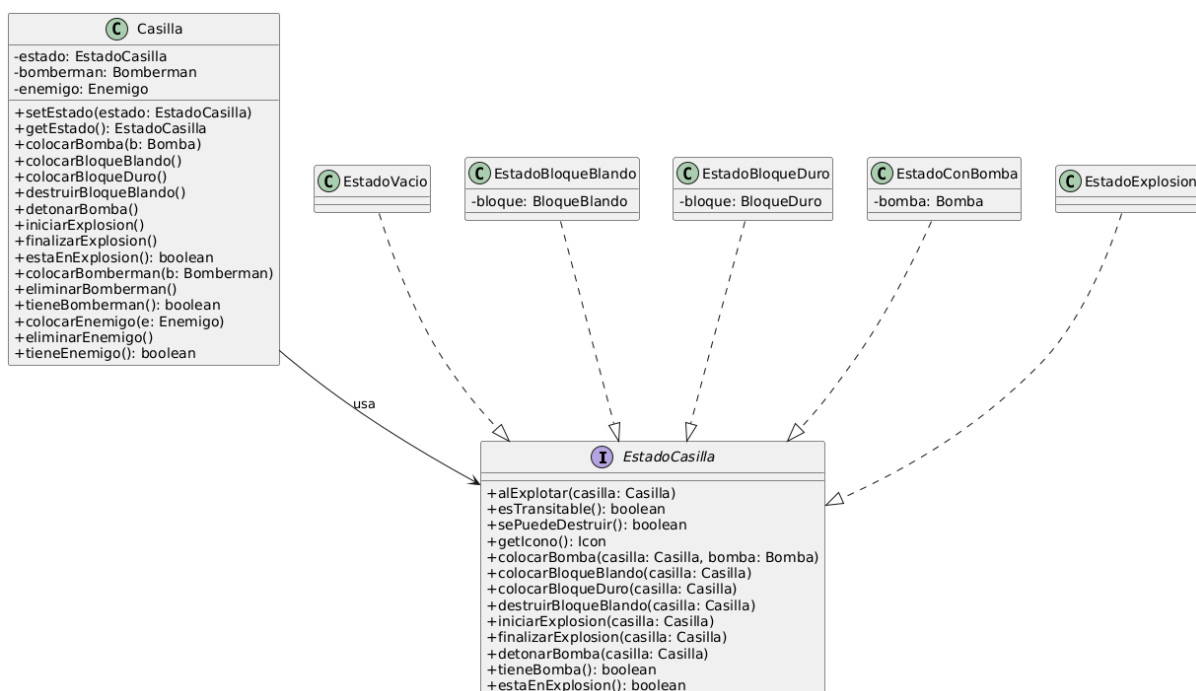 C Casilla
-estado: EstadoCasilla
-bomberman: Bomberman
-enemigo: Enemigo
+setEstado(estado: EstadoCasilla)
+getEstado(): EstadoCasilla
+colocarBomba(b: Bomba)
+colocarBloqueBlando()
+colocarBloqueDuro()
+destruirBloqueBlando()
+detonarBomba()
+iniciarExplosion()
+finalizarExplosion()
+estaEnExplosion(): boolean
+colocarBomberman(b: Bomberman)
+eliminarBomberman()
+tieneBomberman(): boolean
+colocarEnemigo(e: Enemigo)
+eliminarEnemigo()
+tieneEnemigo(): boolean
C EstadoVacio
C EstadoBloqueBlando
-bloque: BloqueBlando
C EstadoBloqueDuro
-bloque: BloqueDuro
C EstadoConBomba
-bomba: Bomba
C EstadoExplosion
usa
I EstadoCasilla
+alExplotar(casilla: Casilla)
+esTransitable(): boolean
+sePuedeDestruir(): boolean
+getIcono(): Icon
+colocarBomba(casilla: Casilla, bomba: Bomba)
+colocarBloqueBlando(casilla: Casilla)
+colocarBloqueDuro(casilla: Casilla)
+destruirBloqueBlando(casilla: Casilla)
+iniciarExplosion(casilla: Casilla)
+finalizarExplosion(casilla: Casilla)
+detonarBomba(casilla: Casilla)
+tieneBomba(): boolean
+estaEnExplosion(): boolean